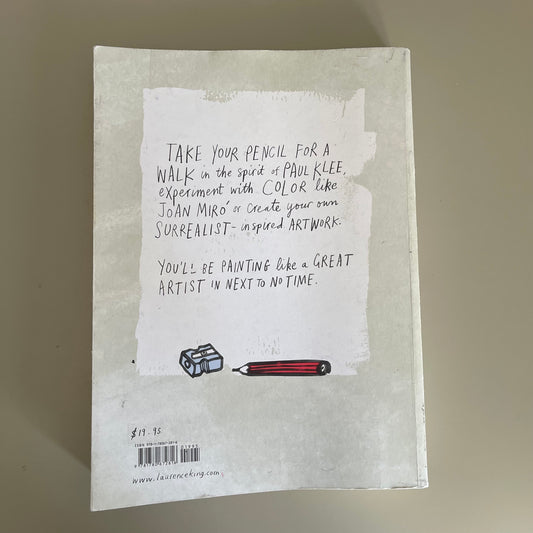 TAKE YOUR PENCIL FOR A
WALK in the spirit of PAUL KLEE,
experiment with COLOR like
JOAN MIRÓ or create your own
SURREALIST-inspired ARTWORK.
YOU'LL BE PAINTING like a GREAT
ARTIST IN NEXT TO NO TIME.
$19.95
51995
www.laurenceking.com